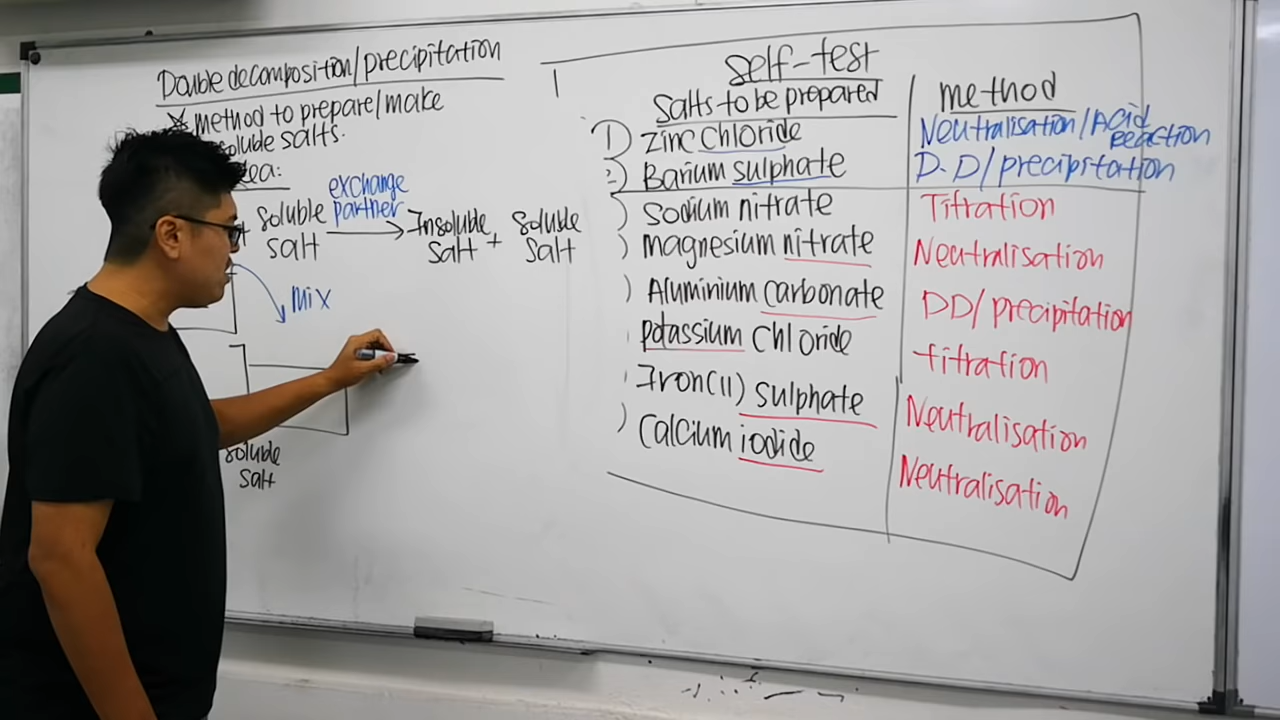 Double decomposition/precipitation
method to prepare/make
soluble salts.
exchange
partner
soluble
salt
Insoluble
salt
+
soluble
salt
mix
soluble
salt
self-test
Salts to be prepared
method
1) Zinc chloride
Neutralisation/Acid
Reaction
2) Barium sulphate
D.D/precipitation
) Sodium nitrate
Titration
) magnesium nitrate
Neutralisation
) Aluminium carbonate
DD/precipitation
potassium chloride
titration
Iron(II) sulphate
Neutralisation
) Calcium iodide
Neutralisation